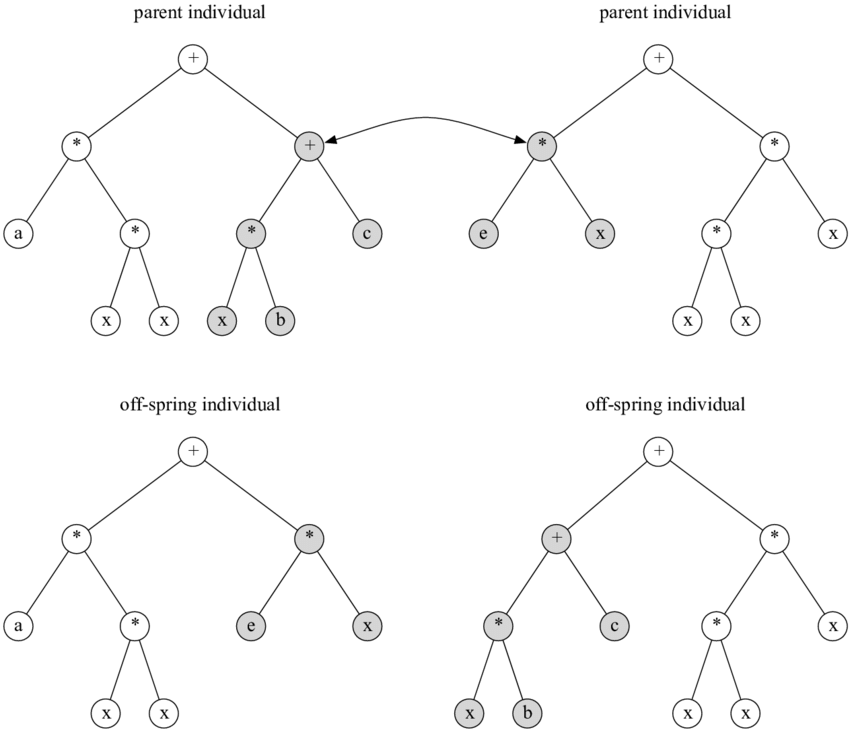 parent individual parent individual
+ +
* + * *
a * * c e x * x
x x x b x x
off-spring individual off-spring individual
+ +
* * + *
a * e x * c * x
x x x b x x